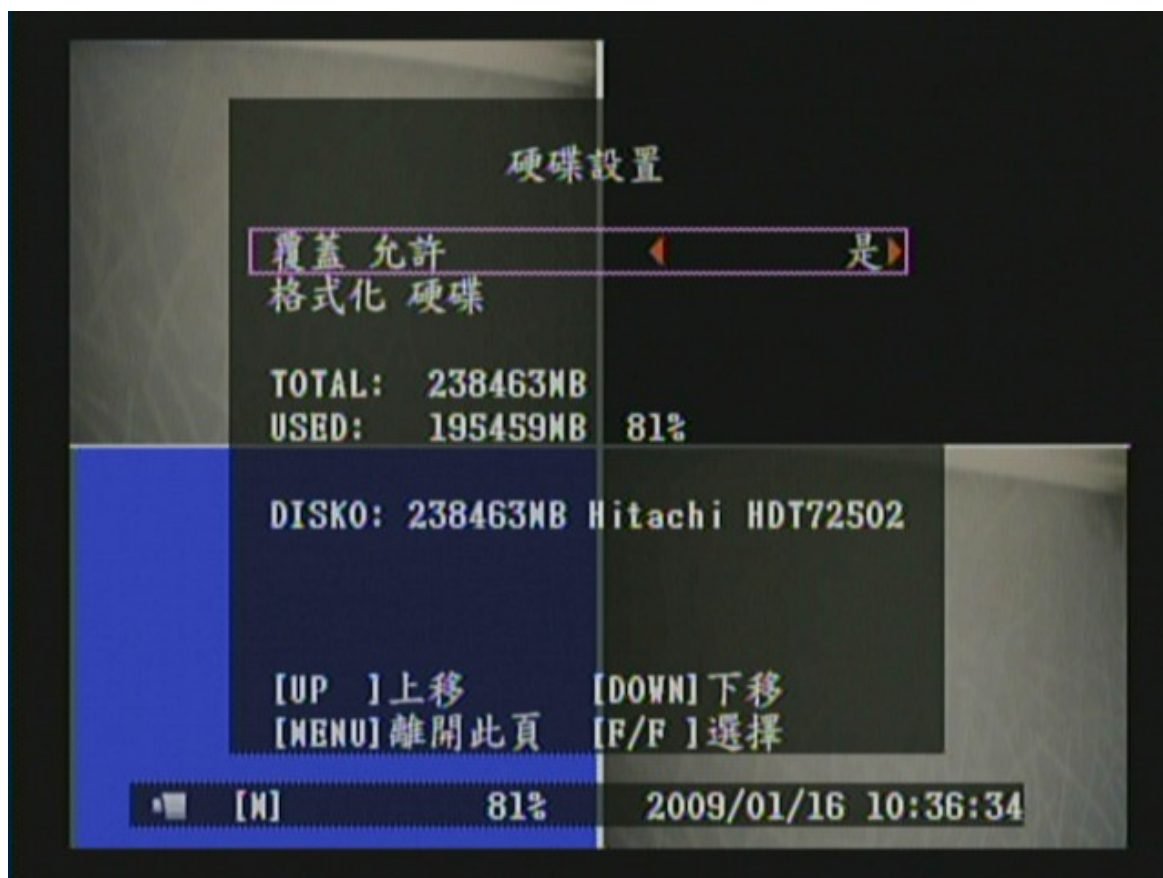 硬碟設置
覆蓋 允許 是
格式化 硬碟
TOTAL: 238463MB
USED: 195459MB 81%
DISK0: 238463MB Hitachi HDT72502
[UP ]上移 [DOWN]下移
[MENU]離開此頁 [F/F ]選擇
[M] 81% 2009/01/16 10:36:34